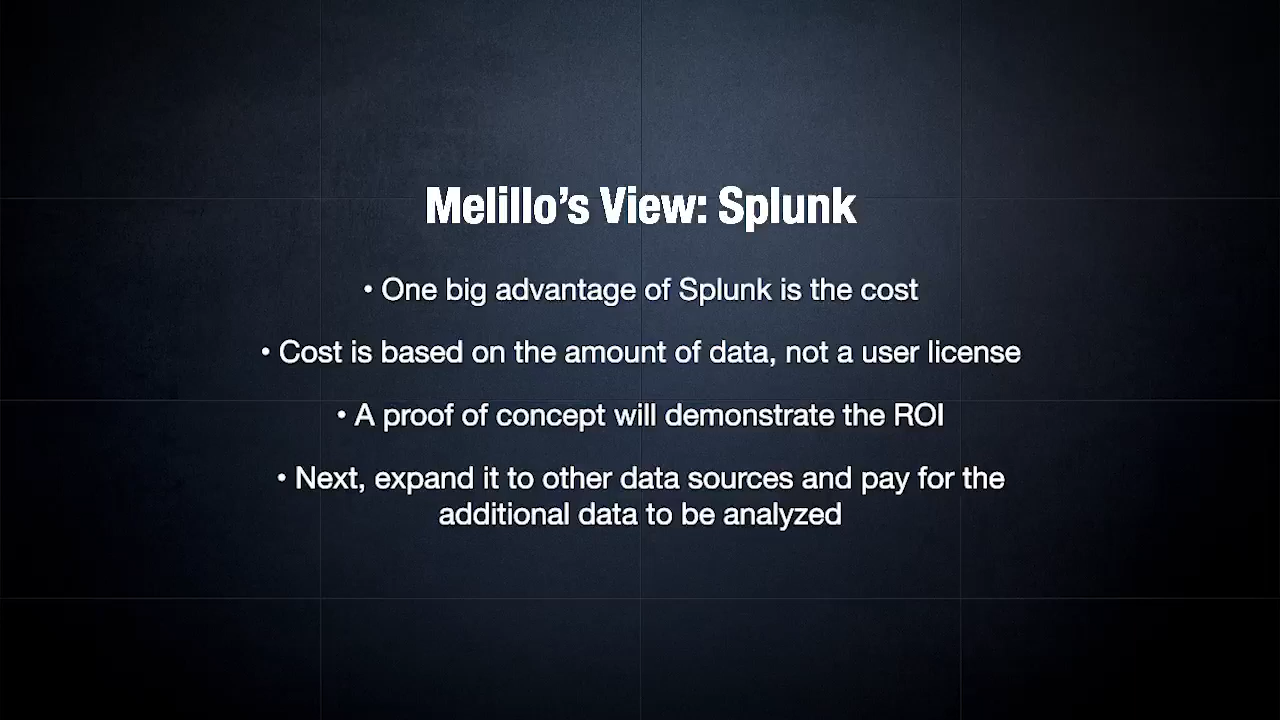 Melillo’s View: Splunk
• One big advantage of Splunk is the cost
• Cost is based on the amount of data, not a user license
• A proof of concept will demonstrate the ROI
• Next, expand it to other data sources and pay for the
additional data to be analyzed